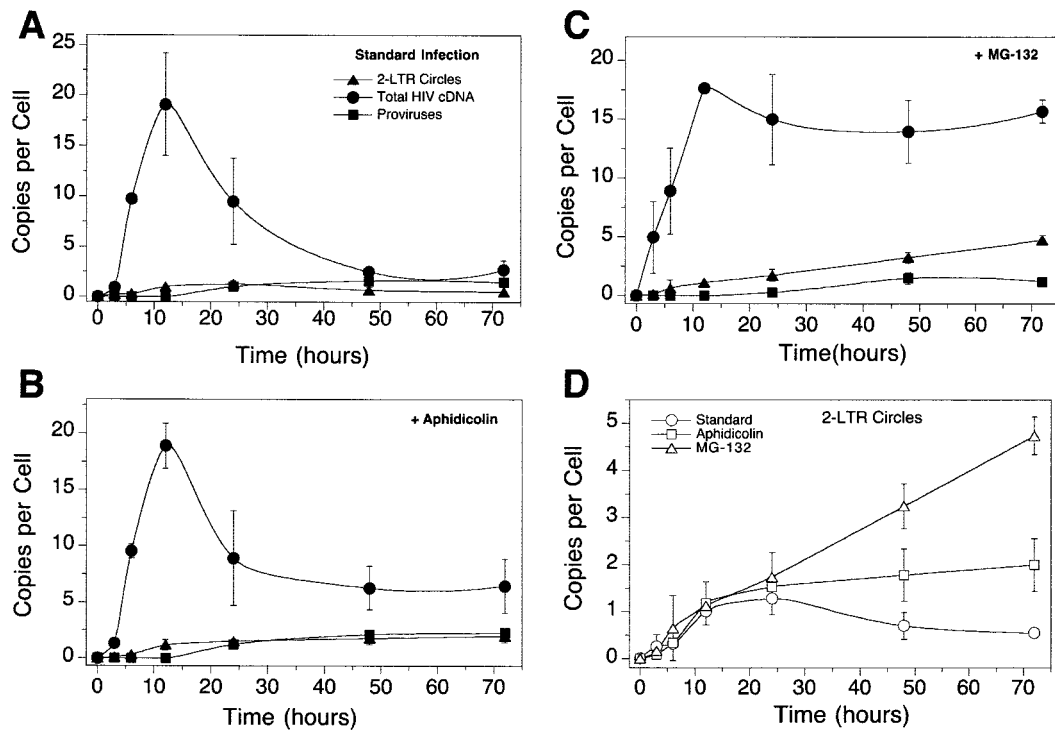 A
Standard Infection
2-LTR Circles
Total HIV cDNA
Proviruses
Copies per Cell
25
20
15
10
5
0
0 10 20 30 40 50 60 70
Time (hours)
B
+ Aphidicolin
Copies per Cell
20
15
10
5
0
0 10 20 30 40 50 60 70
Time (hours)
C
+ MG-132
Copies per Cell
20
15
10
5
0
0 10 20 30 40 50 60 70
Time(hours)
D
2-LTR Circles
Standard
Aphidicolin
MG-132
Copies per Cell
5
4
3
2
1
0
0 10 20 30 40 50 60 70
Time (hours)